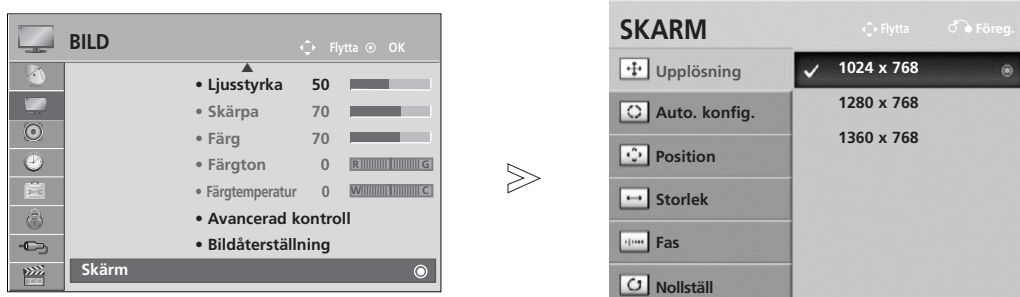 BILD
Flytta OK
• Ljusstyrka 50
• Skärpa 70
• Färg 70
• Färgton 0 R G
• Färgtemperatur 0 W C
• Avancerad kontroll
• Bildåterställning
Skärm
SKARM
Flytta Föreg.
Upplösning
Auto. konfig.
Position
Storlek
Fas
Nollställ
1024 x 768
1280 x 768
1360 x 768